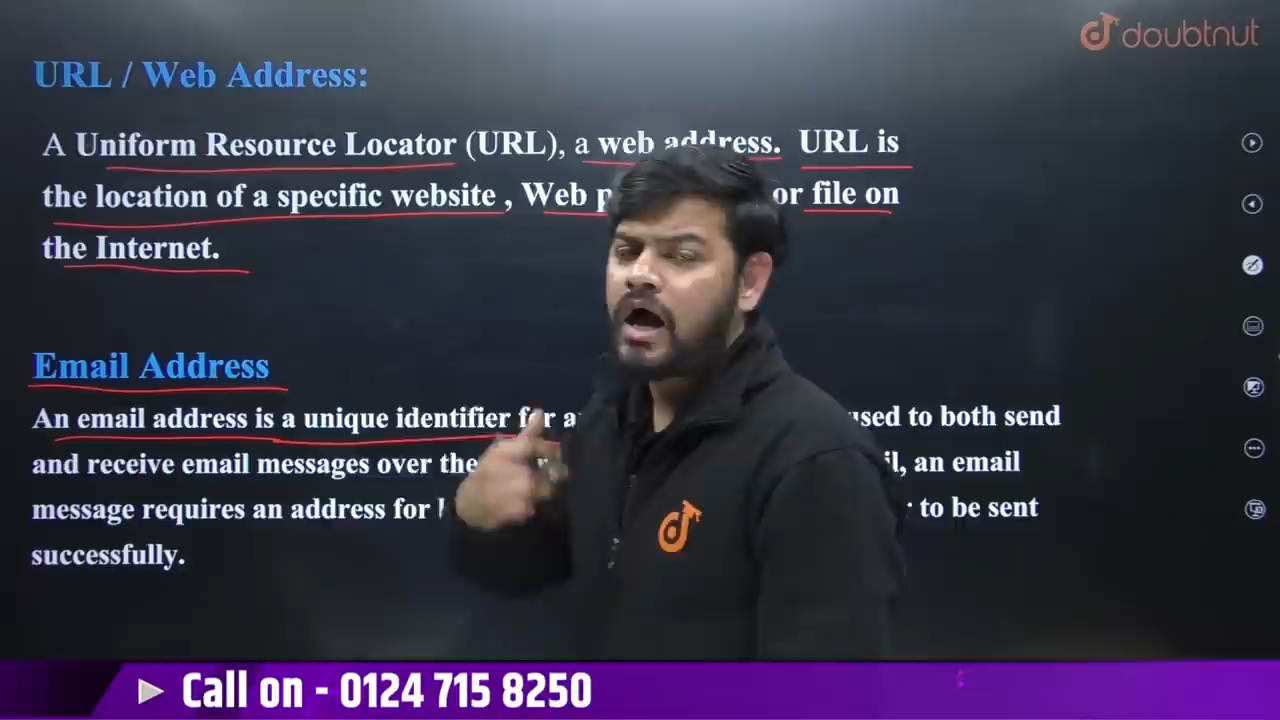 doubtnut
URL / Web Address:
A Uniform Resource Locator (URL), a web address. URL is
the location of a specific website , Web or file on
the Internet.
Email Address
An email address is a unique identifier for used to both send
and receive email messages over the an email
message requires an address for to be sent
successfully.
Call on - 0124 715 8250